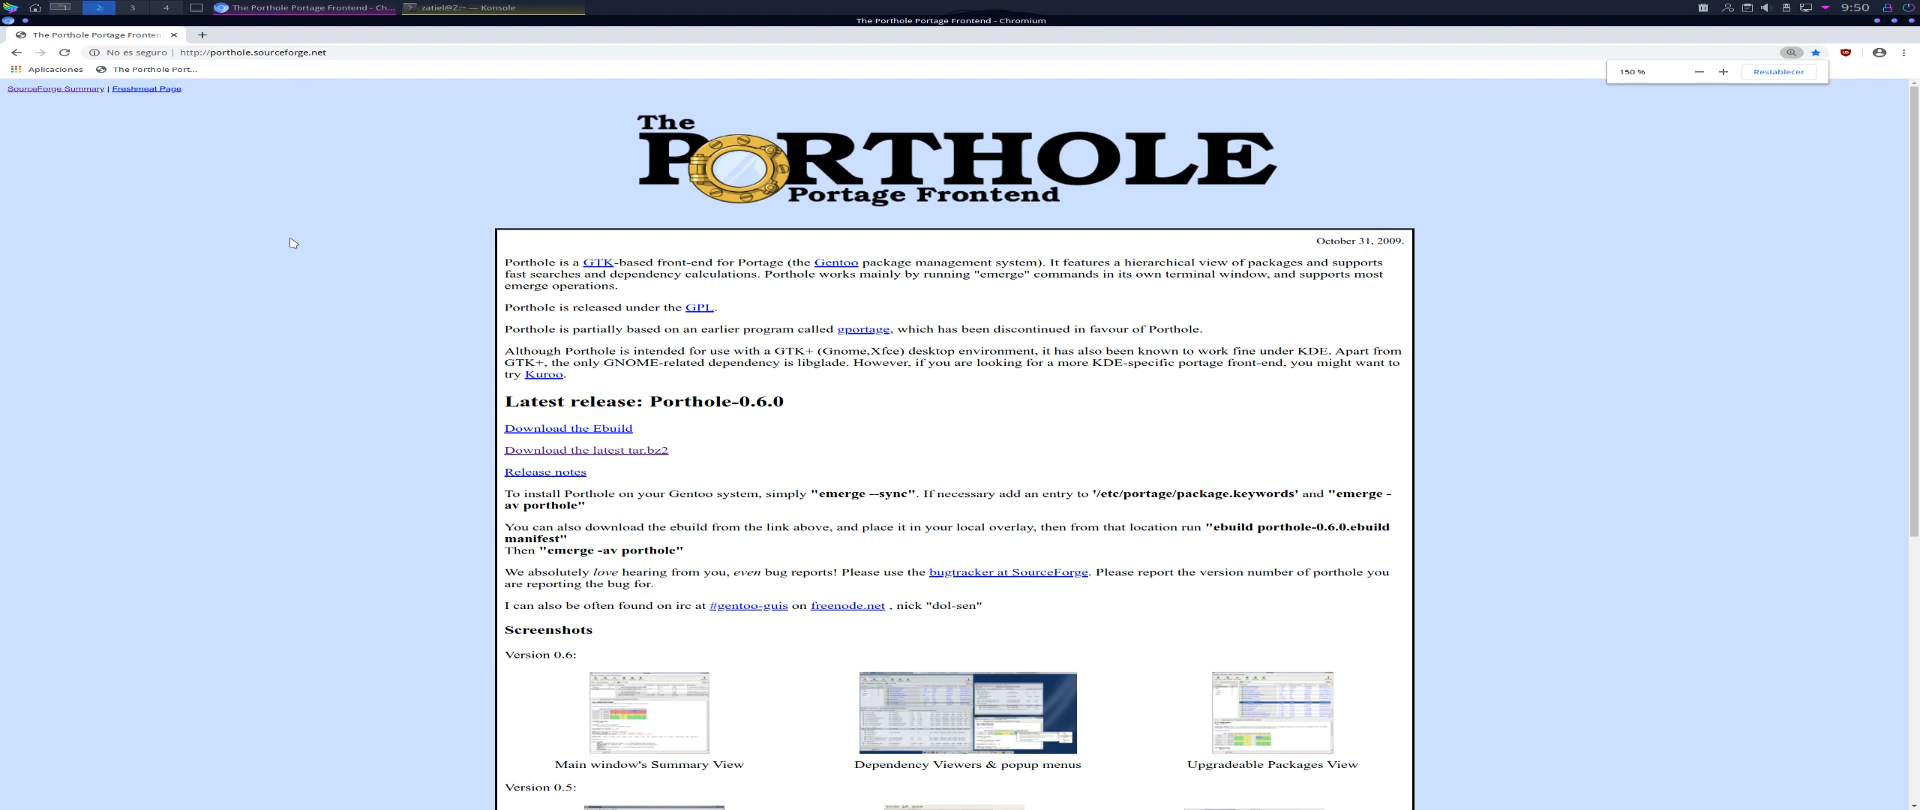 1 2 3 4 The Porthole Portage Frontend - Ch... zatiel@Z:~ — Konsole 9:50
The Porthole Portage Frontend - Chromium
The Porthole Portage Fronten
No es seguro | http://porthole.sourceforge.net
Aplicaciones The Porthole Port...
150 % − + Restablecer
SourceForge Summary | Freshmeat Page
The
PORTHOLE
Portage Frontend
October 31, 2009.
Porthole is a GTK-based front-end for Portage (the Gentoo package management system). It features a hierarchical view of packages and supports
fast searches and dependency calculations. Porthole works mainly by running "emerge" commands in its own terminal window, and supports most
emerge operations.
Porthole is released under the GPL.
Porthole is partially based on an earlier program called gportage, which has been discontinued in favour of Porthole.
Although Porthole is intended for use with a GTK+ (Gnome,Xfce) desktop environment, it has also been known to work fine under KDE. Apart from
GTK+, the only GNOME-related dependency is libglade. However, if you are looking for a more KDE-specific portage front-end, you might want to
try Kuroo.
Latest release: Porthole-0.6.0
Download the Ebuild
Download the latest tar.bz2
Release notes
To install Porthole on your Gentoo system, simply "emerge --sync". If necessary add an entry to '/etc/portage/package.keywords' and "emerge -
av porthole"
You can also download the ebuild from the link above, and place it in your local overlay, then from that location run "ebuild porthole-0.6.0.ebuild
manifest"
Then "emerge -av porthole"
We absolutely love hearing from you, even bug reports! Please use the bugtracker at SourceForge. Please report the version number of porthole you
are reporting the bug for.
I can also be often found on irc at #gentoo-guis on freenode.net , nick "dol-sen"
Screenshots
Version 0.6:
Main window's Summary View Dependency Viewers & popup menus Upgradeable Packages View
Version 0.5: